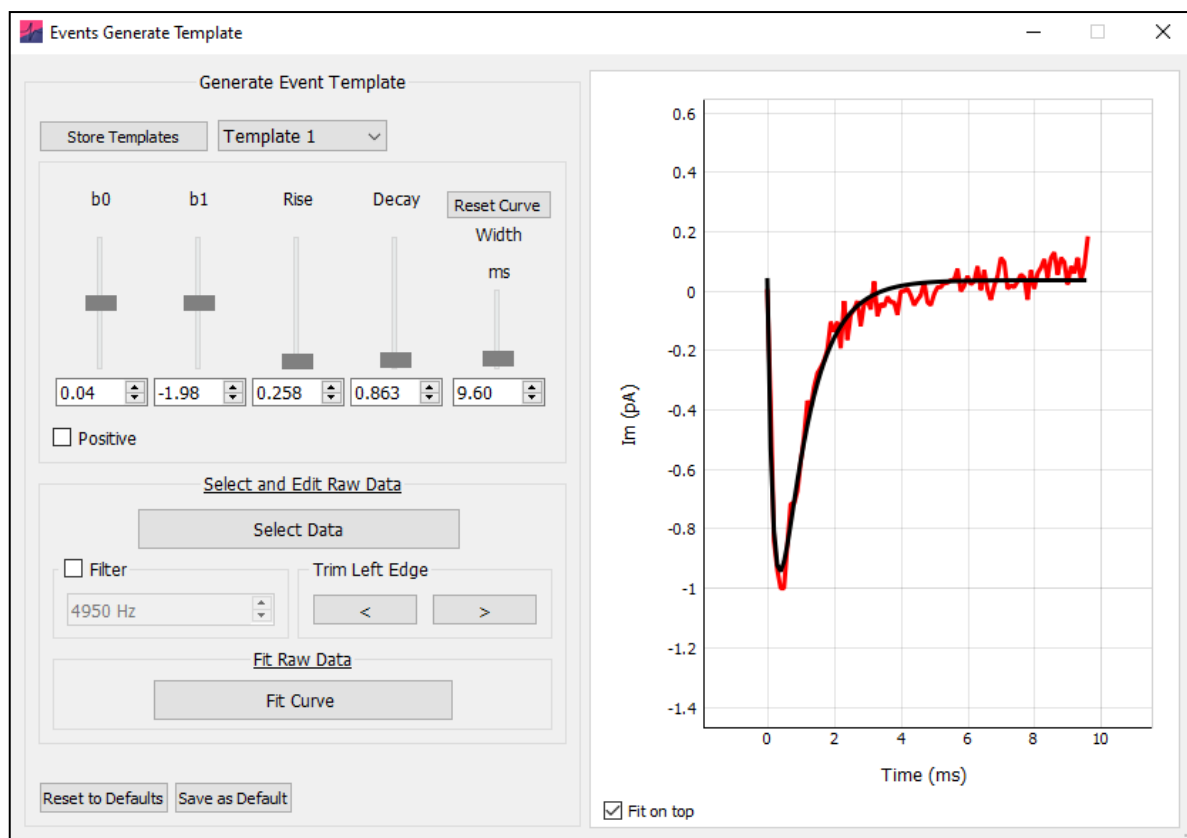 Events Generate Template
Generate Event Template
Store Templates
Template 1
b0 b1 Rise Decay
Reset Curve
Width
ms
0.04 -1.98 0.258 0.863 9.60
Positive
Select and Edit Raw Data
Select Data
Filter
4950 Hz
Trim Left Edge
< >
Fit Raw Data
Fit Curve
Reset to Defaults Save as Default
Im (pA)
0.6
0.4
0.2
0
-0.2
-0.4
-0.6
-0.8
-1
-1.2
-1.4
0 2 4 6 8 10
Time (ms)
Fit on top